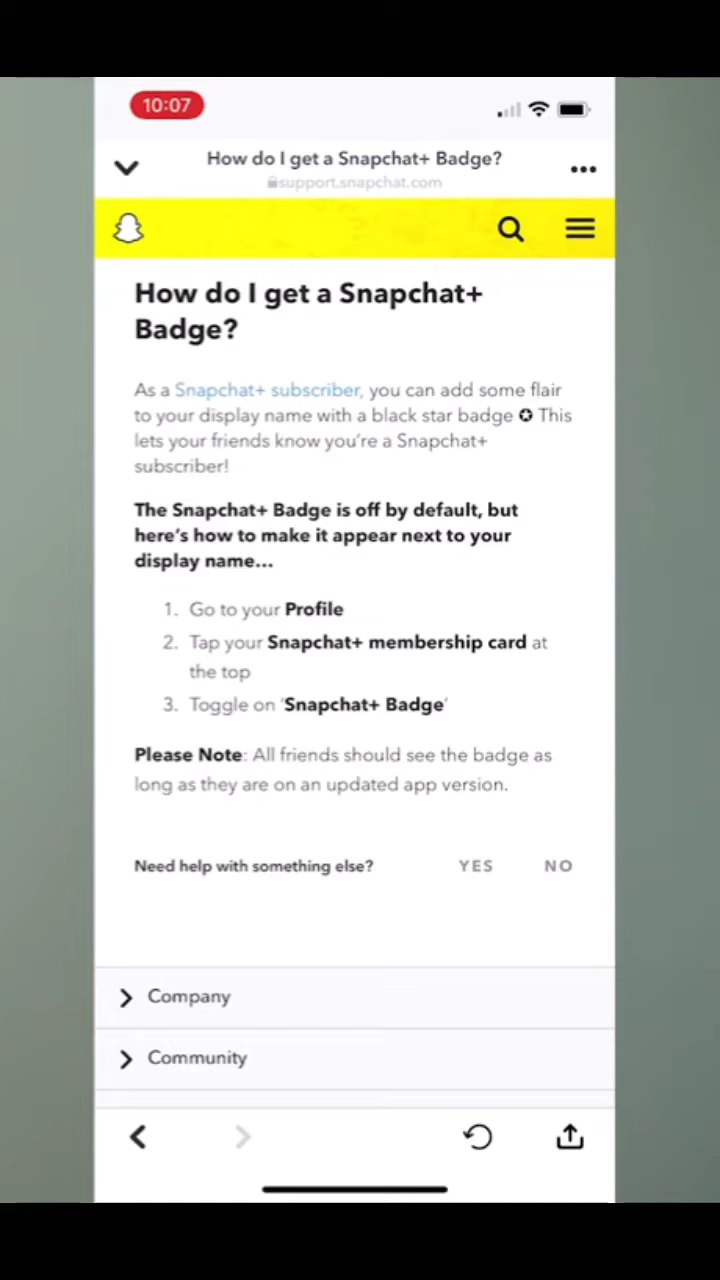 10:07
How do I get a Snapchat+ Badge?
support.snapchat.com
How do I get a Snapchat+
Badge?
As a Snapchat+ subscriber, you can add some flair
to your display name with a black star badge ✪ This
lets your friends know you're a Snapchat+
subscriber!
The Snapchat+ Badge is off by default, but
here's how to make it appear next to your
display name...
1. Go to your Profile
2. Tap your Snapchat+ membership card at
the top
3. Toggle on 'Snapchat+ Badge'
Please Note: All friends should see the badge as
long as they are on an updated app version.
Need help with something else? YES NO
Company
Community